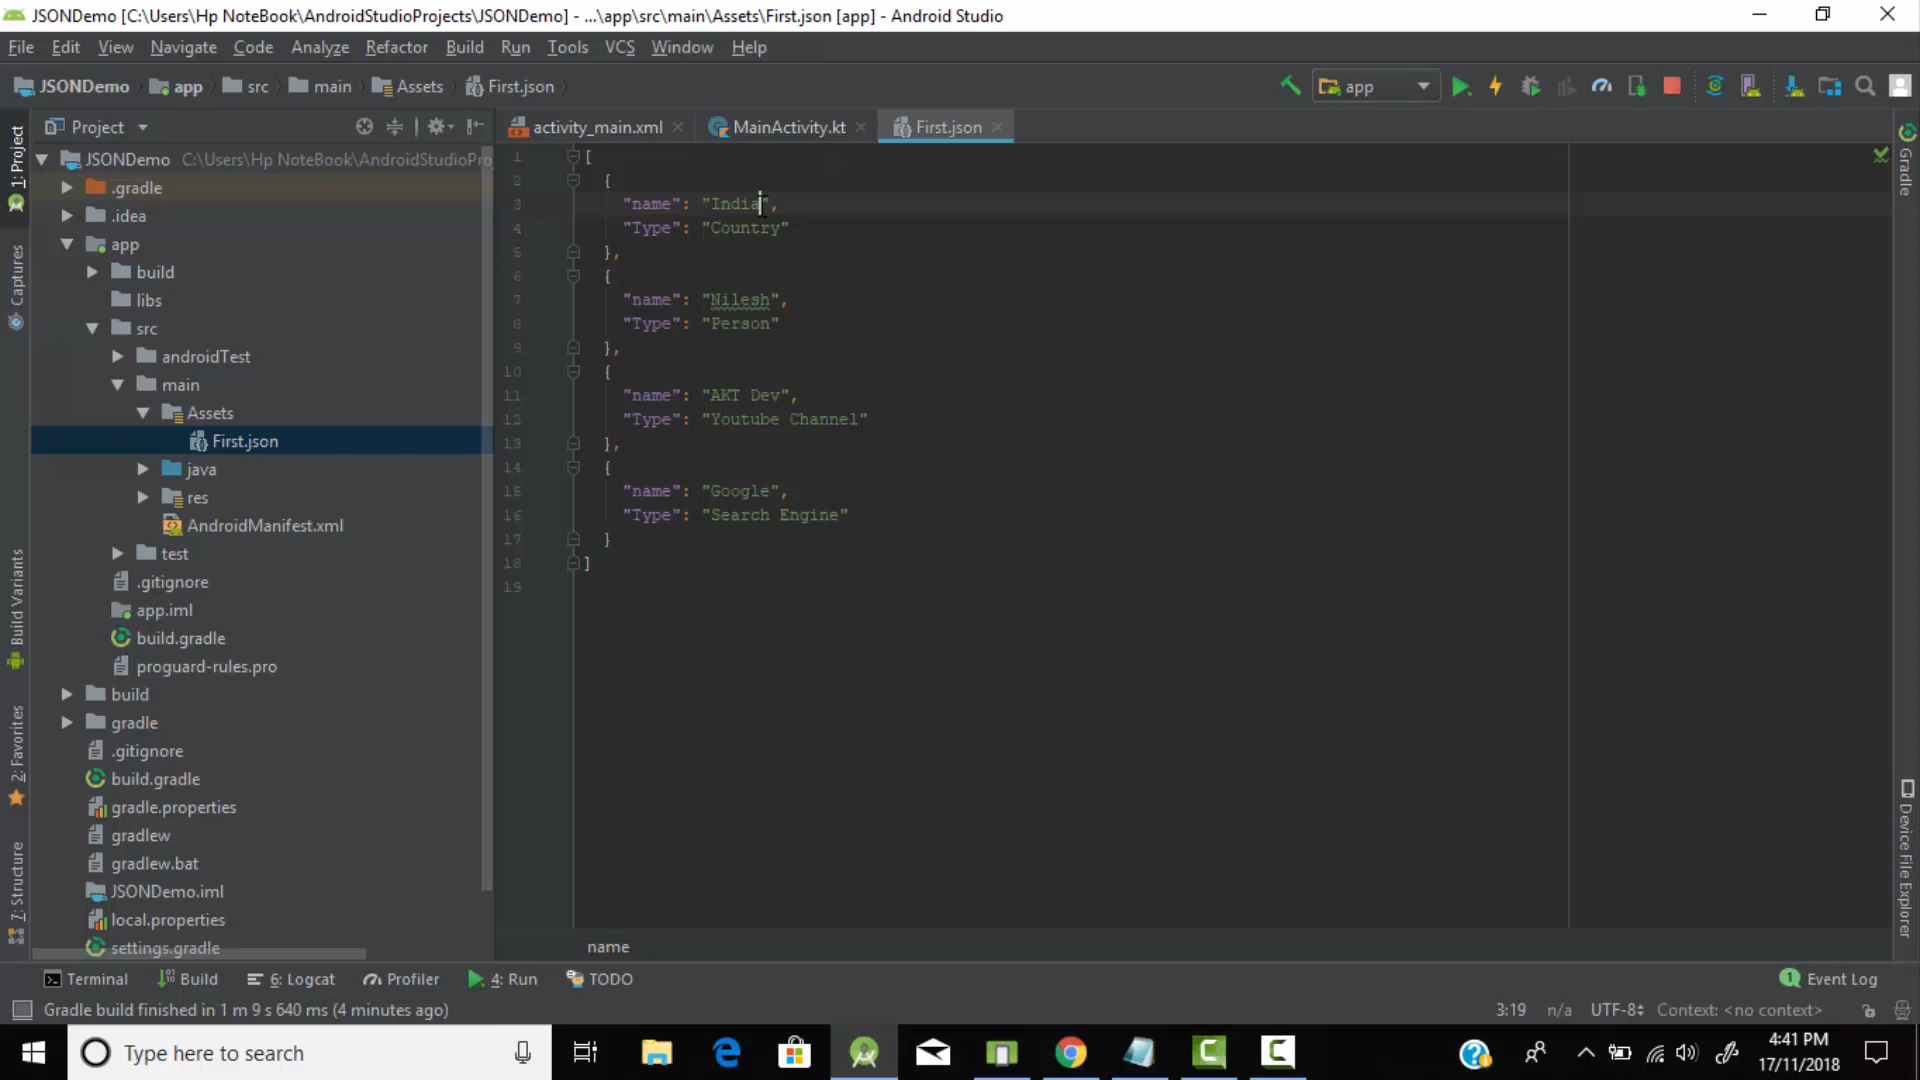 JSONDemo [C:\Users\Hp NoteBook\AndroidStudioProjects\JSONDemo] - ...\app\src\main\Assets\First.json [app] - Android Studio
File Edit View Navigate Code Analyze Refactor Build Run Tools VCS Window Help
JSONDemo app src main Assets First.json
app
Project
activity_main.xml MainActivity.kt First.json
JSONDemo C:\Users\Hp NoteBook\AndroidStudioPro
.gradle
.idea
app
build
libs
src
androidTest
main
Assets
First.json
java
res
AndroidManifest.xml
test
.gitignore
app.iml
build.gradle
proguard-rules.pro
build
gradle
.gitignore
build.gradle
gradle.properties
gradlew
gradlew.bat
JSONDemo.iml
local.properties
settings.gradle
1: Project
Captures
Build Variants
2: Favorites
7: Structure
1 [
2 {
3 "name": "India",
4 "Type": "Country"
5 },
6 {
7 "name": "Nilesh",
8 "Type": "Person"
9 },
10 {
11 "name": "AKT Dev",
12 "Type": "Youtube Channel"
13 },
14 {
15 "name": "Google",
16 "Type": "Search Engine"
17 }
18 ]
19
name
Gradle
Device File Explorer
Terminal Build 6: Logcat Profiler 4: Run TODO
1 Event Log
Gradle build finished in 1 m 9 s 640 ms (4 minutes ago)
3:19 n/a UTF-8 Context: <no context>
Type here to search
4:41 PM
17/11/2018